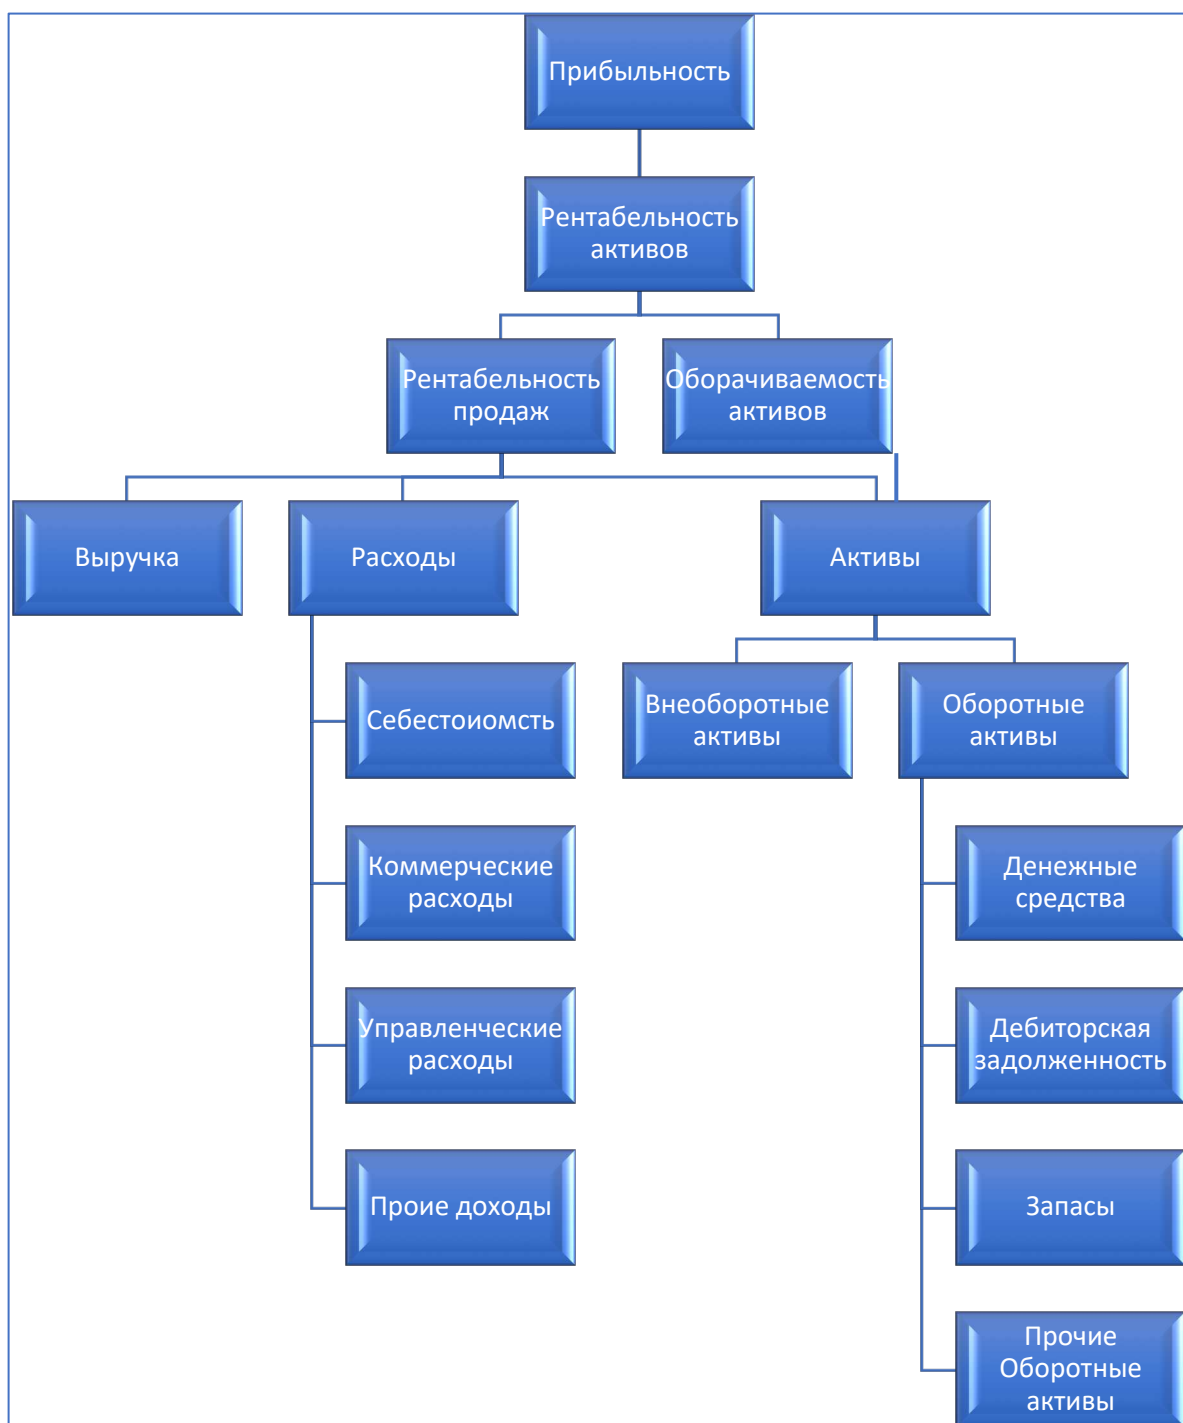 Прибыльность
Рентабельность
активов
Рентабельность
продаж
Оборачиваемость
активов
Выручка
Расходы
Активы
Себестоиомсть
Внеоборотные
активы
Оборотные
активы
Коммерческие
расходы
Денежные
средства
Управленческие
расходы
Дебиторская
задолженность
Проие доходы
Запасы
Прочие
Оборотные
активы